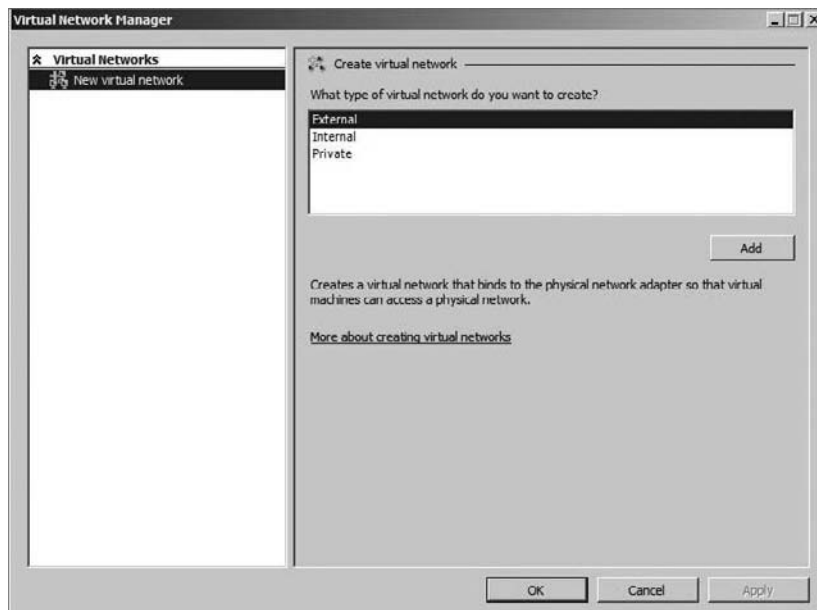 Virtual Network Manager
Virtual Networks
New virtual network
Create virtual network
What type of virtual network do you want to create?
External
Internal
Private
Add
Creates a virtual network that binds to the physical network adapter so that virtual
machines can access a physical network.
More about creating virtual networks
OK
Cancel
Apply